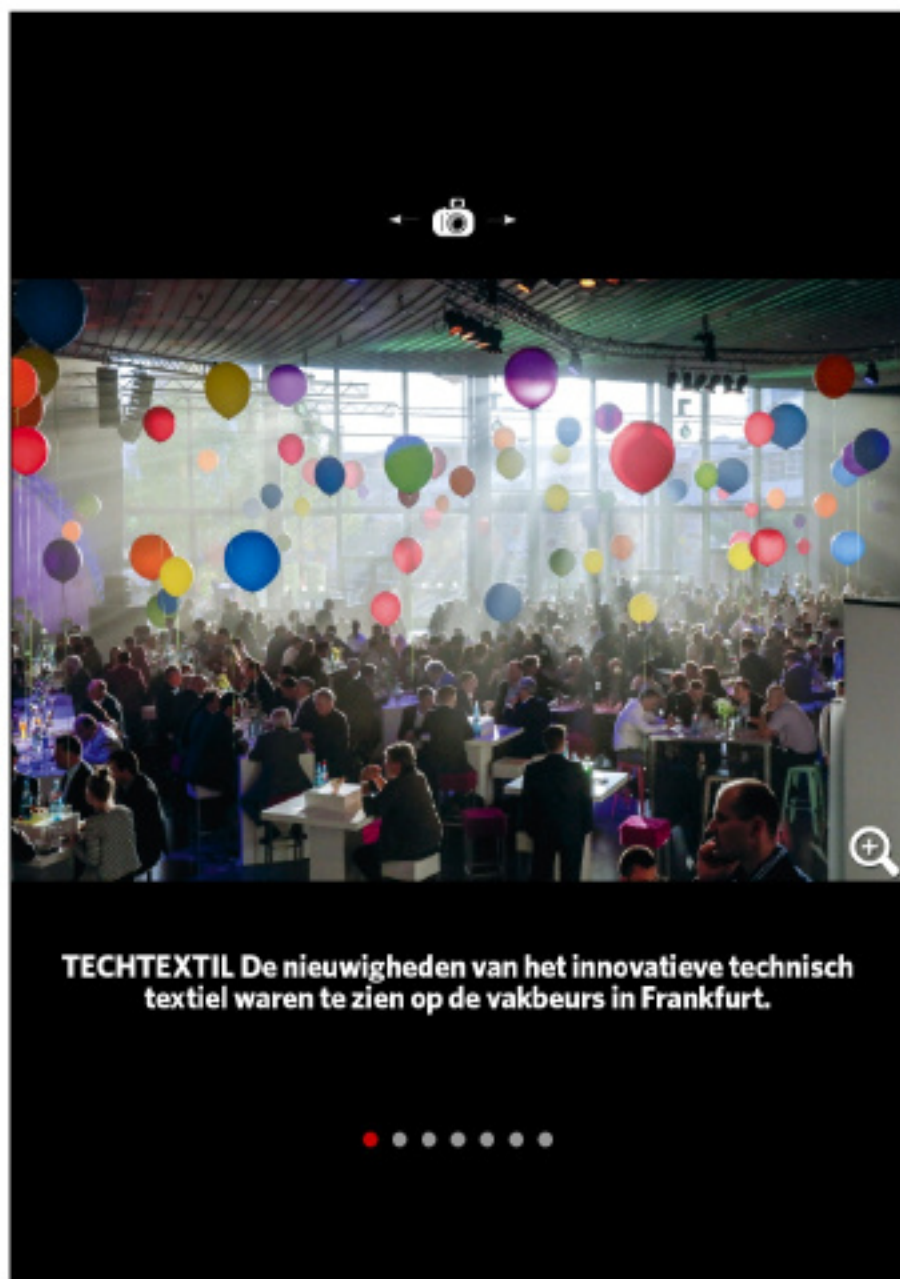 TECHTEXTIL De nieuwigheden van het innovatieve technisch
textiel waren te zien op de vakbeurs in Frankfurt.